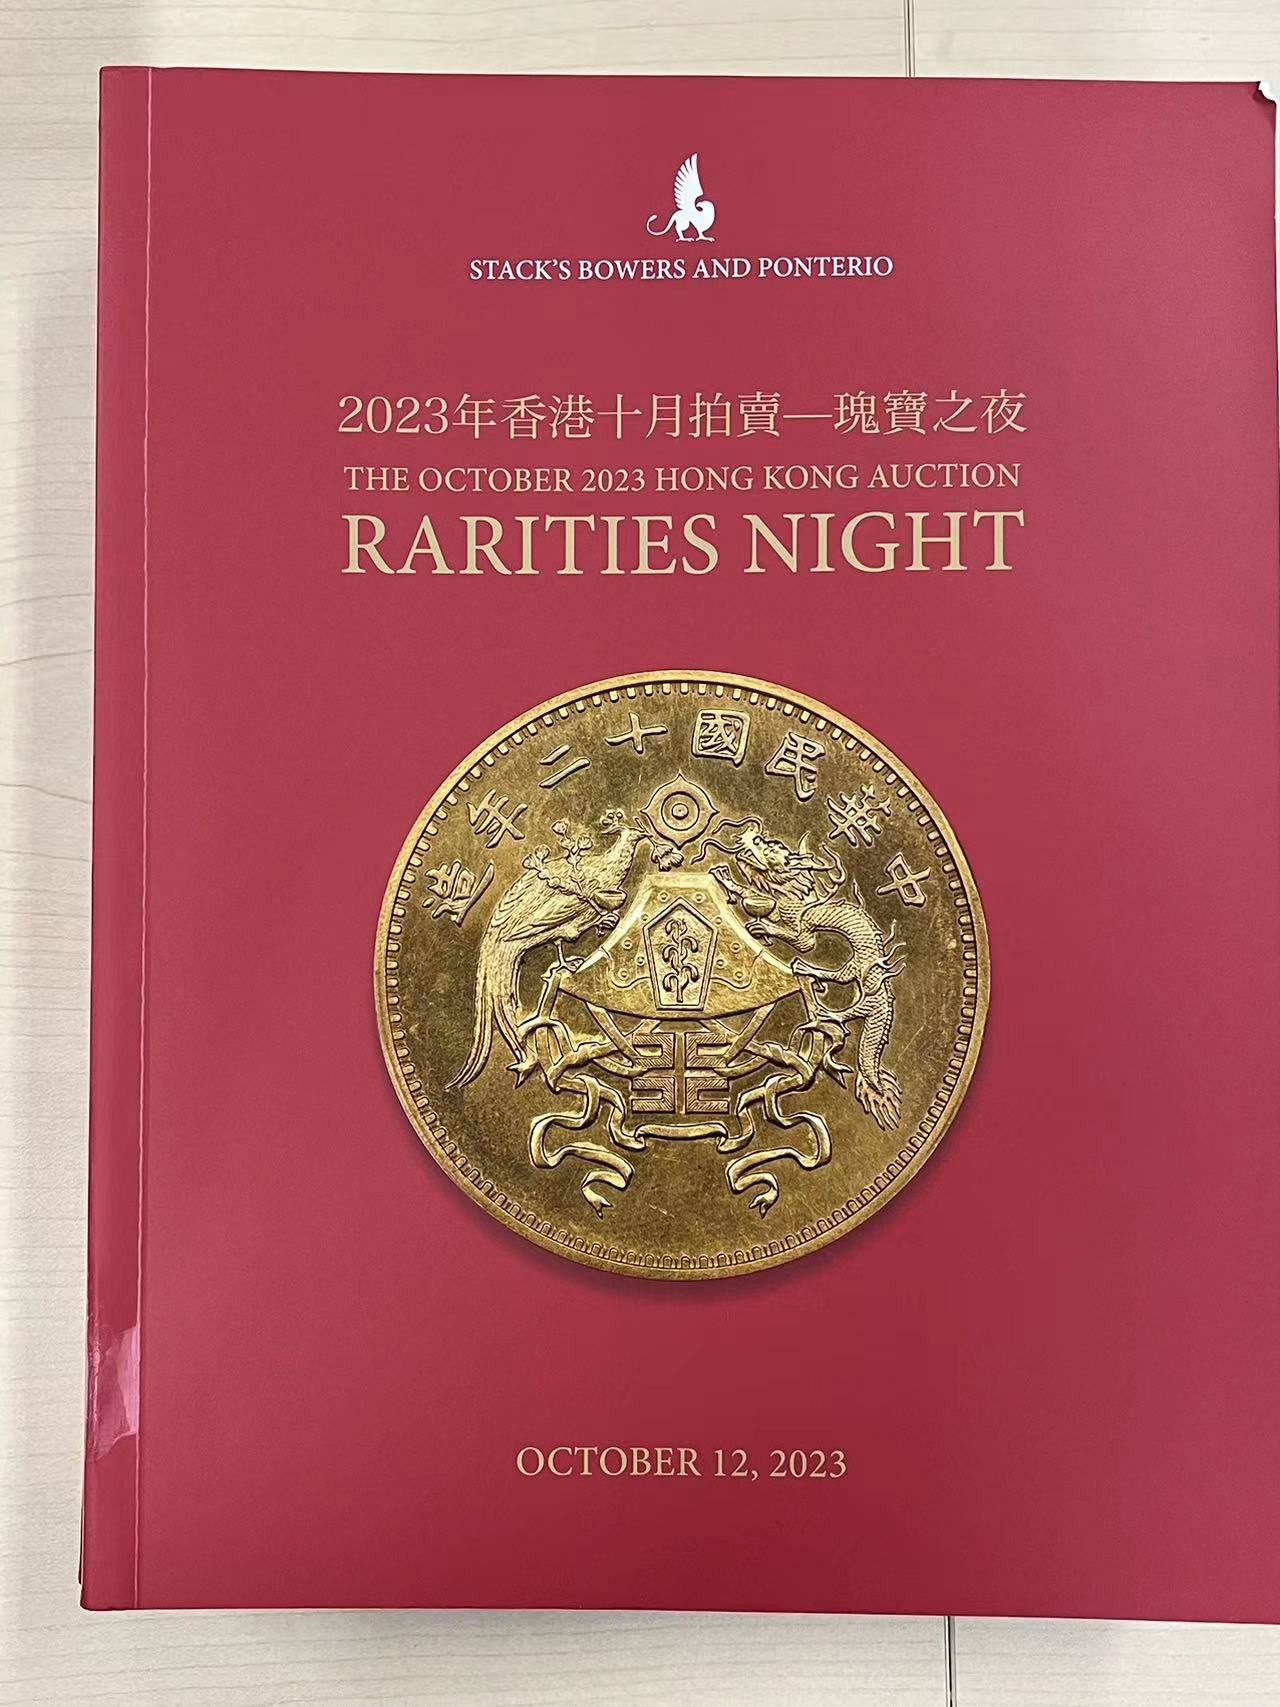 STACK'S BOWERS AND PONTERIO
2023年香港十月拍賣—瑰寶之夜
THE OCTOBER 2023 HONG KONG AUCTION
RARITIES NIGHT
造年二十國民華中
OCTOBER 12, 2023